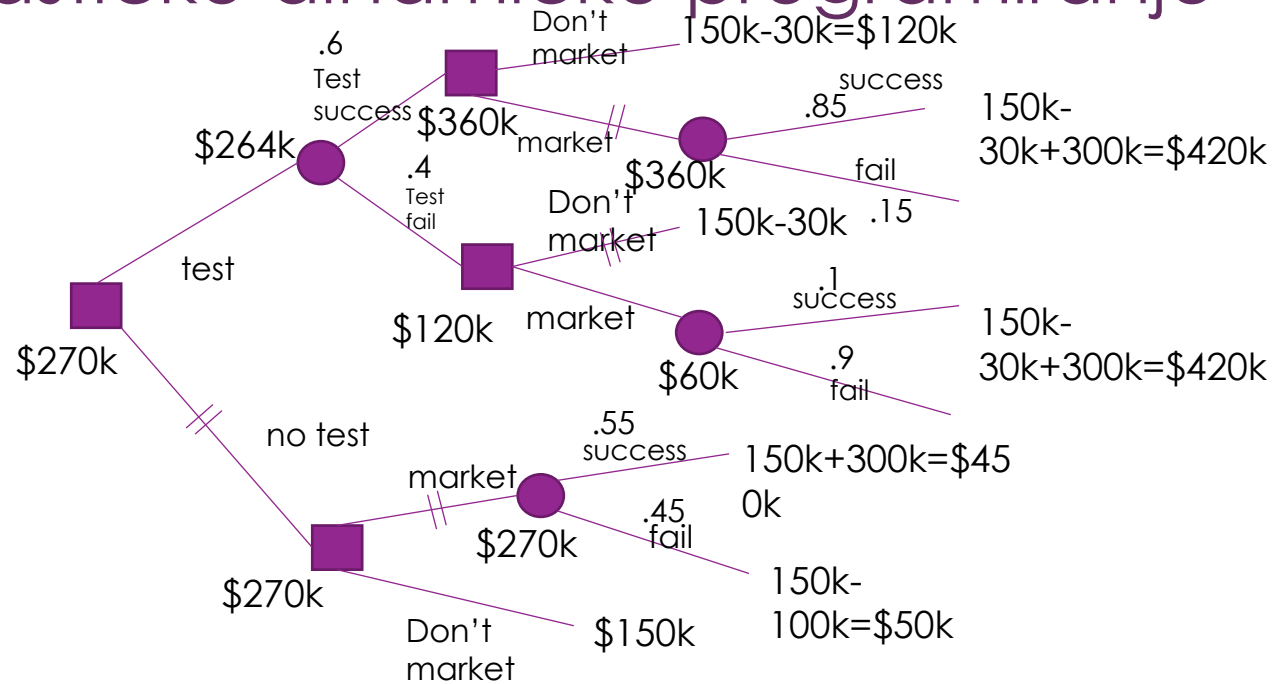 dinamičko programiranje
Don't
market
150k-30k=$120k
.6
Test
success
$360k
market
success
.85
150k-
30k+300k=$420k
$264k
$360k
fail
.15
.4
Test
fail
Don't
market
150k-30k
test
$120k
market
.1
success
150k-
30k+300k=$420k
$270k
$60k
.9
fail
no test
.55
success
150k+300k=$45
0k
market
$270k
.45
fail
150k-
100k=$50k
$270k
Don't
market
$150k